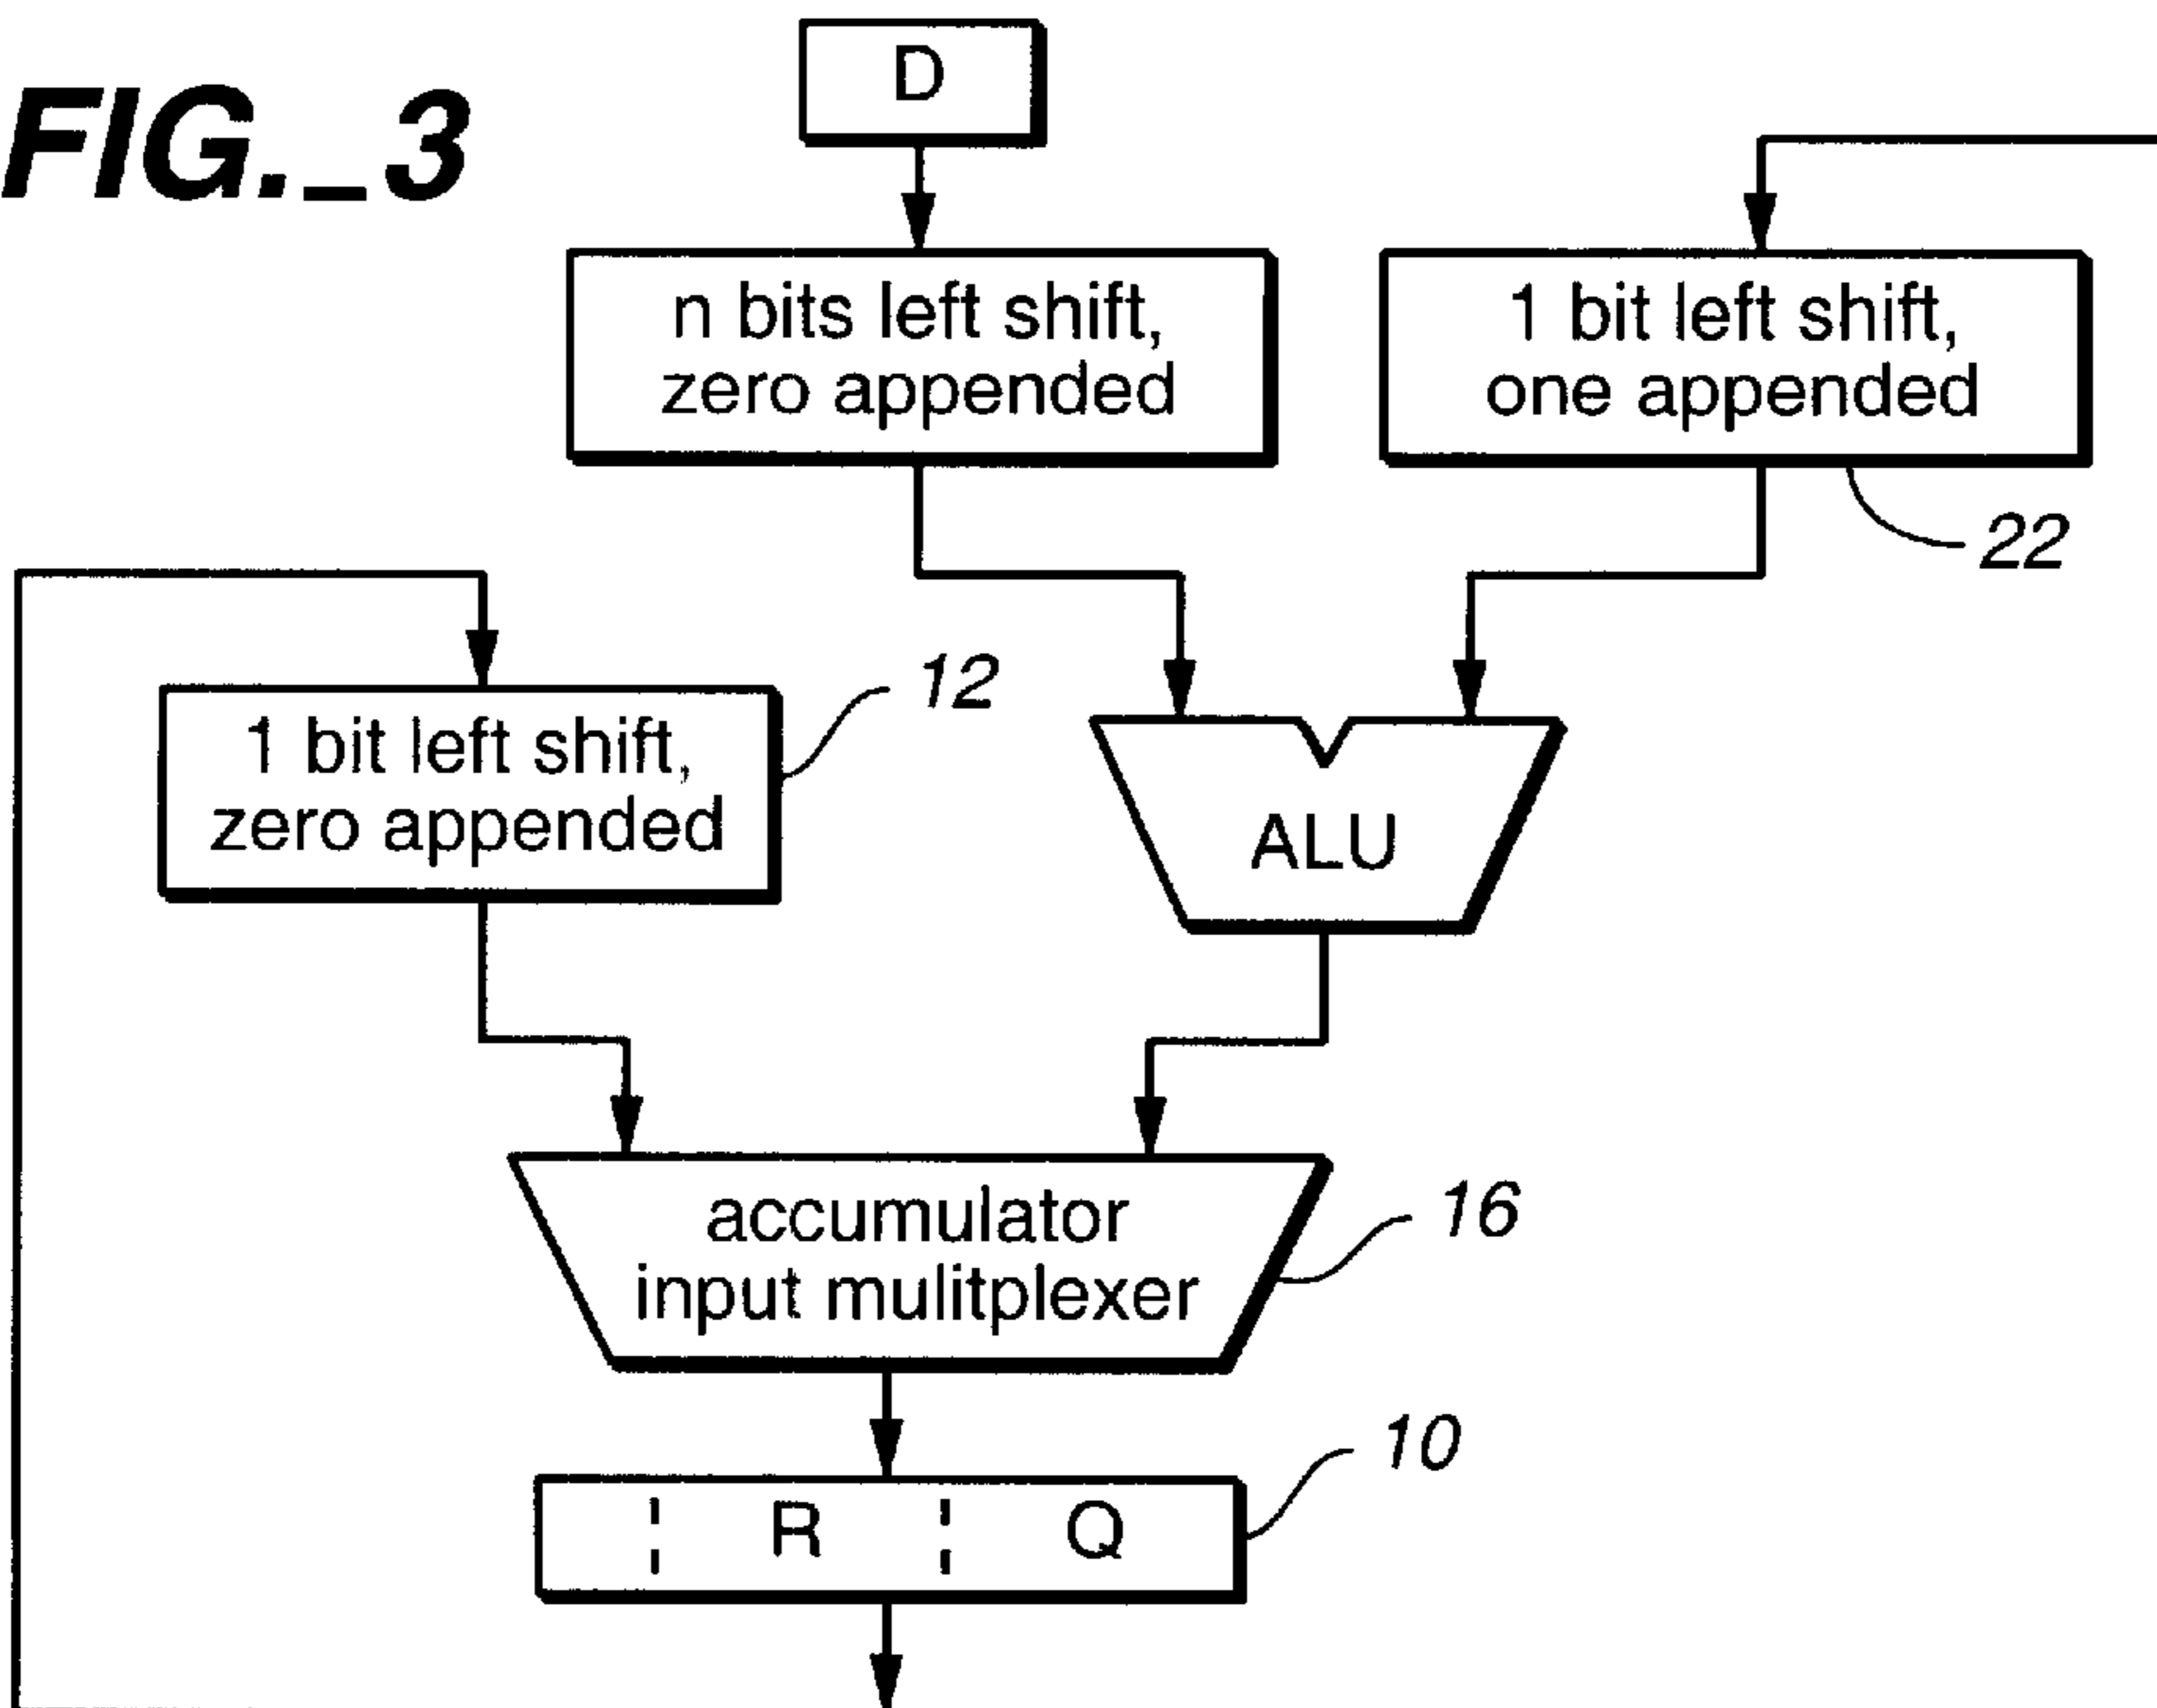 FIG._3
D
n bits left shift,
zero appended
1 bit left shift,
one appended
22
12
1 bit left shift,
zero appended
ALU
accumulator
input mulitplexer
16
10
R
Q